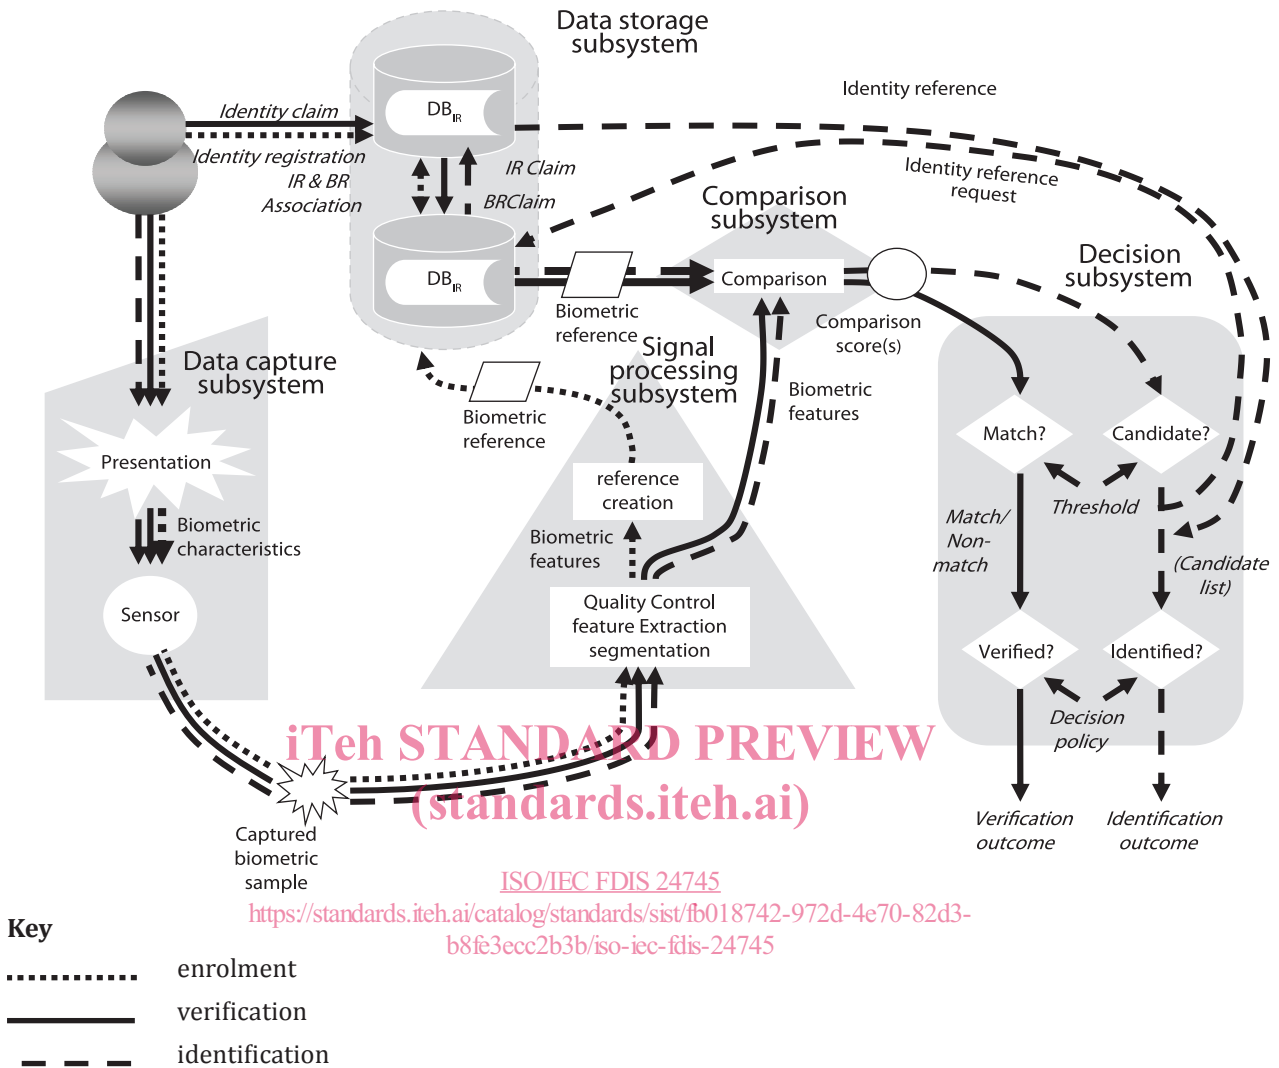 Data storage
subsystem
Identity claim
DB IR
Identity reference
Identity registration
IR & BR
Association
IR Claim
BRClaim
Identity reference
request
Comparison
subsystem
Decision
subsystem
DB IR
Comparison
Biometric
reference
Comparison
score(s)
Data capture
subsystem
Signal
processing
subsystem
Biometric
features
Biometric
reference
Match?
Candidate?
Presentation
reference
creation
Threshold
Biometric
characteristics
Biometric
features
Match/
Non-
match
(Candidate
list)
Sensor
Quality Control
feature Extraction
segmentation
Verified?
Identified?
Decision
policy
iTeh STANDARD PREVIEW
(standards.iteh.ai)
Captured
biometric
sample
Verification
outcome
Identification
outcome
ISO/IEC FDIS 24745
https://standards.iteh.ai/catalog/standards/sist/fb018742-972d-4e70-82d3-
b8fe3ecc2b3b/iso-iec-fdis-24745
Key
enrolment
verification
identification